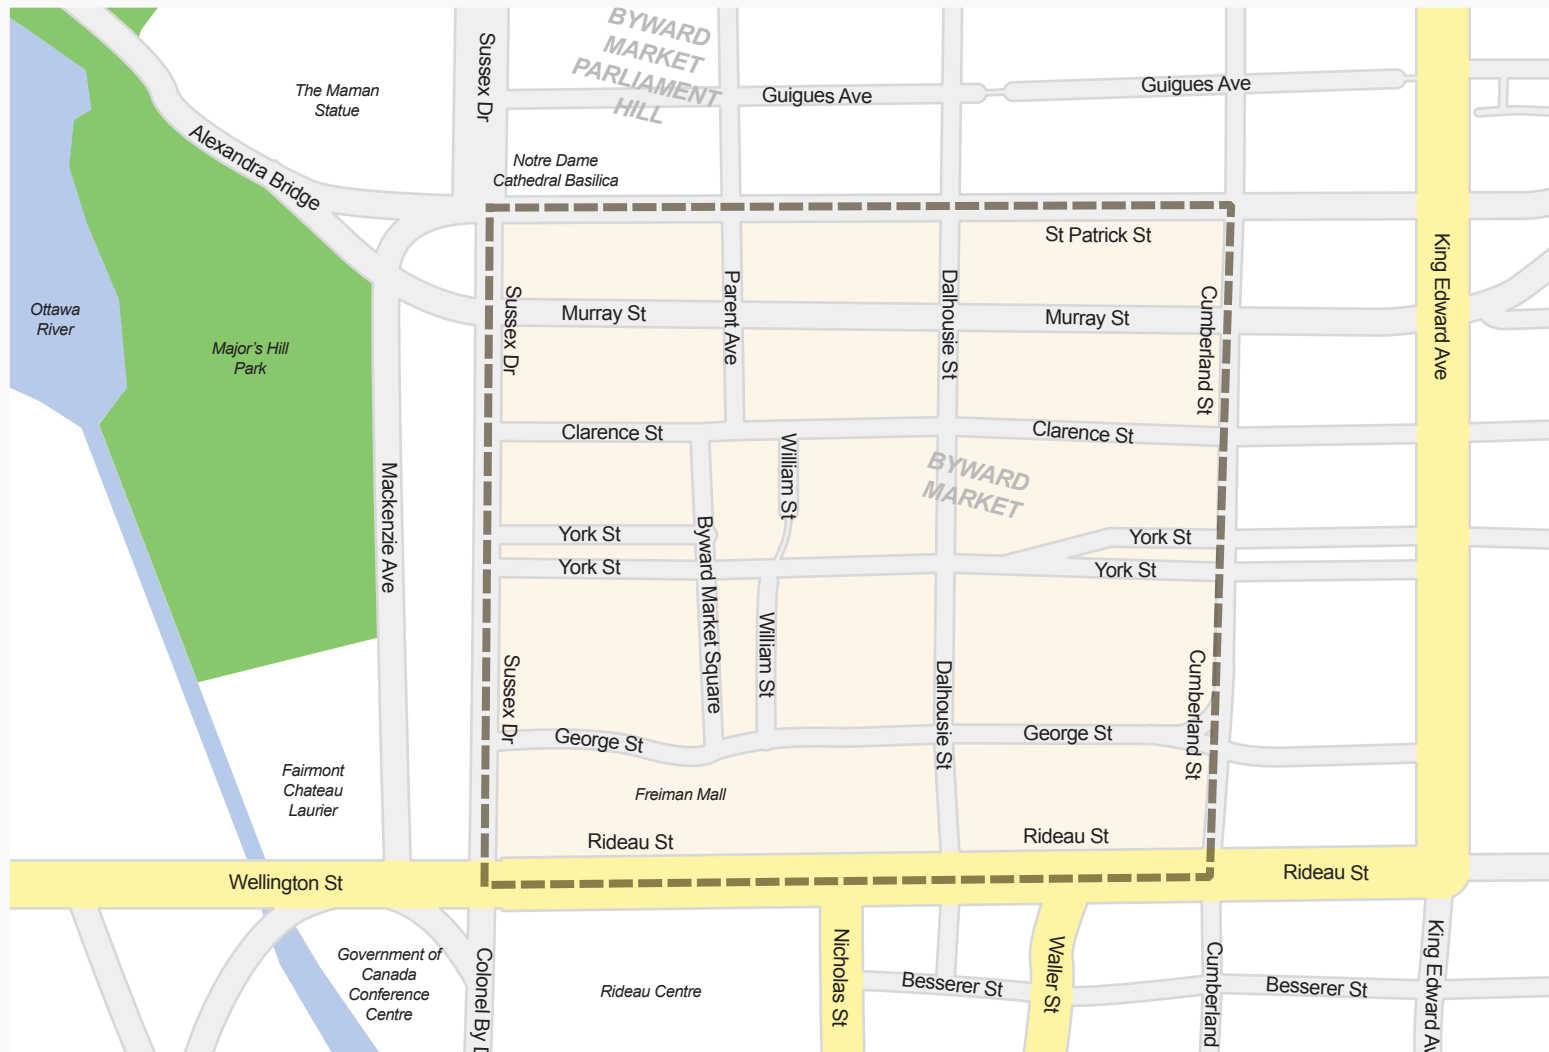 BYWARD
MARKET
PARLIAMENT
HILL
Sussex Dr
The Maman
Statue
Guigues Ave
Guigues Ave
Alexandra Bridge
Notre Dame
Cathedral Basilica
St Patrick St
King Edward Ave
Ottawa
River
Major's Hill
Park
Sussex Dr
Murray St
Parent Ave
Dalhousie St
Murray St
Cumberland St
Clarence St
Clarence St
Mackenzie Ave
William St
BYWARD
MARKET
York St
York St
York St
York St
Byward Market Square
William St
Sussex Dr
Dalhousie St
Cumberland St
George St
George St
Fairmont
Chateau
Laurier
Freiman Mall
Rideau St
Rideau St
Wellington St
Rideau St
Government of
Canada
Conference
Centre
Colonel By
Rideau Centre
Nicholas St
Besserer St
Waller St
Cumberland
Besserer St
King Edward